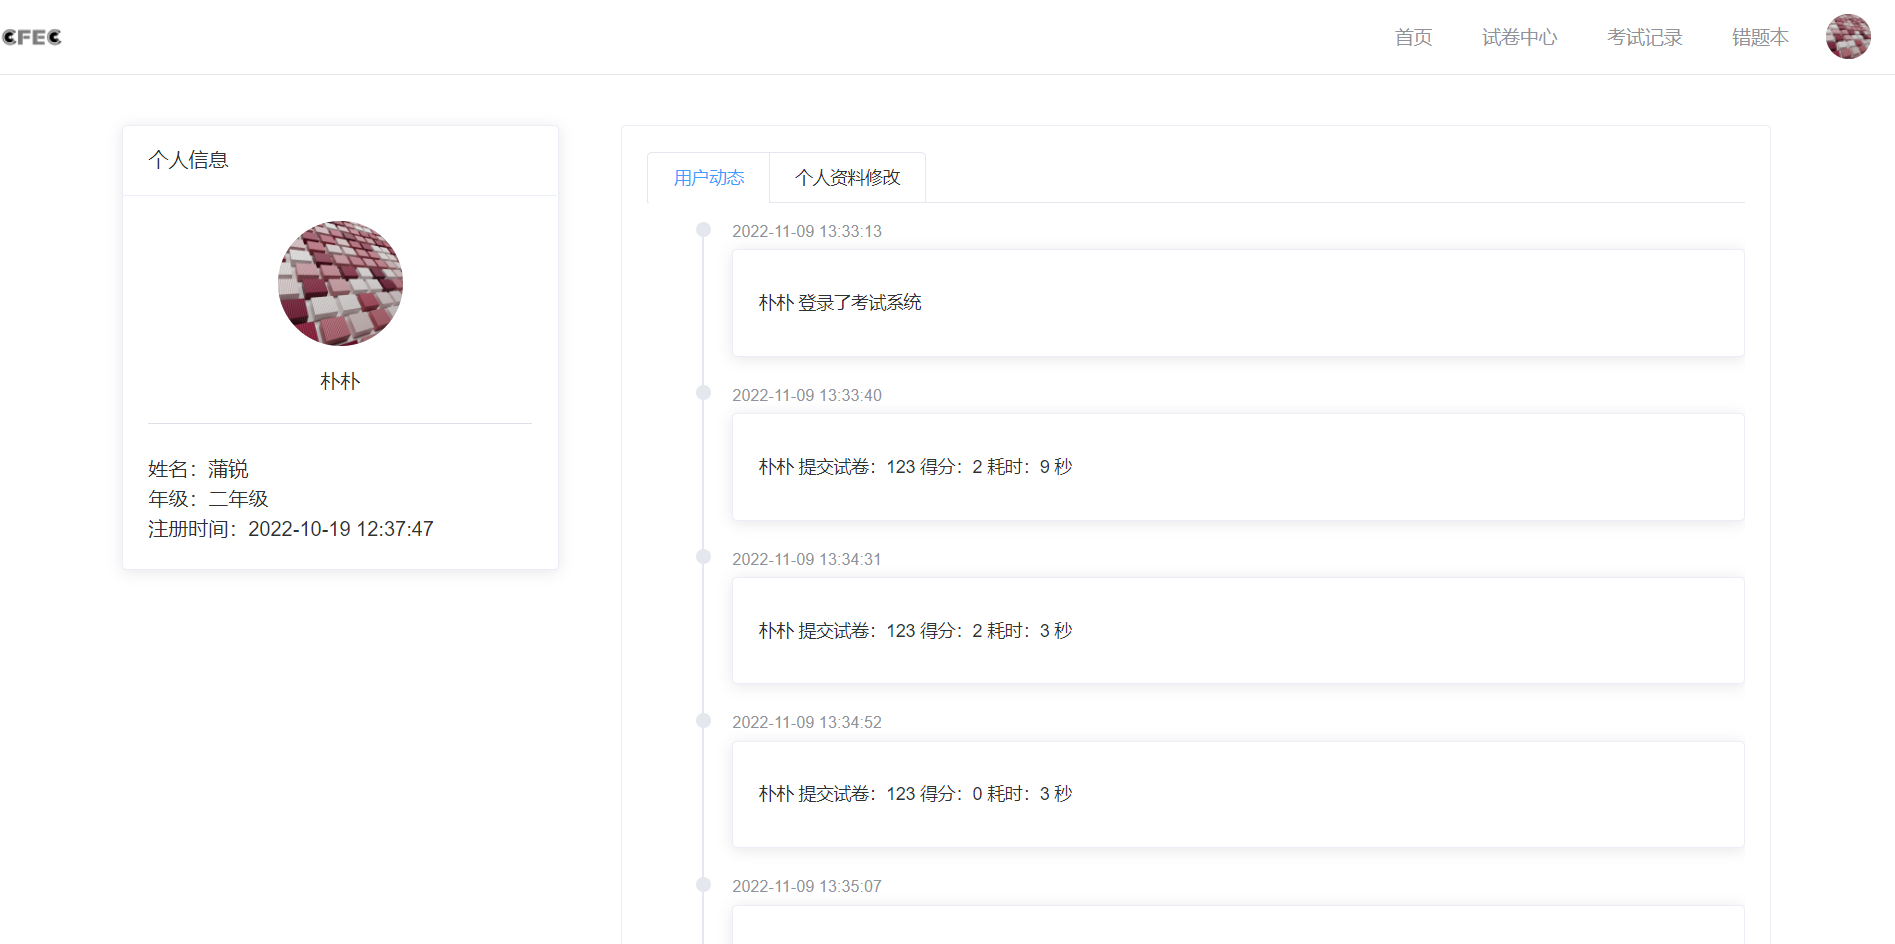 CFEC
首页 试卷中心 考试记录 错题本
个人信息
朴朴
姓名：蒲锐
年级：二年级
注册时间：2022-10-19 12:37:47
用户动态 个人资料修改
2022-11-09 13:33:13
朴朴 登录了考试系统
2022-11-09 13:33:40
朴朴 提交试卷：123 得分：2 耗时：9 秒
2022-11-09 13:34:31
朴朴 提交试卷：123 得分：2 耗时：3 秒
2022-11-09 13:34:52
朴朴 提交试卷：123 得分：0 耗时：3 秒
2022-11-09 13:35:07